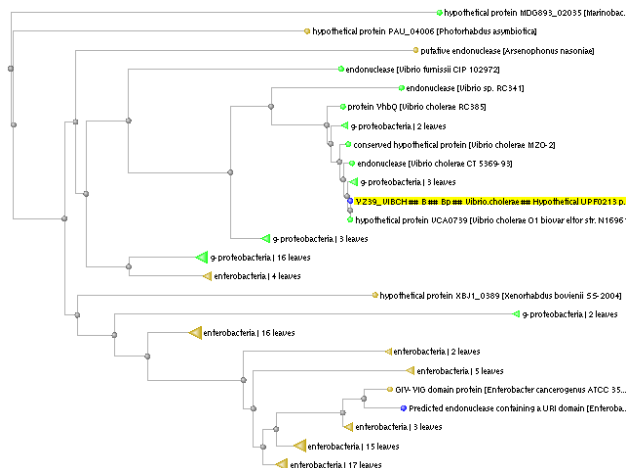 hypothetical protein MDG893_02035 [Marinobac...
hypothetical protein PAU_04006 [Photorhabdus asymbiotica]
putative endonuclease [Arsenophonus nasoniae]
endonuclease [Vibrio furnissii CIP 102972]
endonuclease [Vibrio sp. RC341]
protein VhbQ [Vibrio cholerae RC385]
g-proteobacteria | 2 leaves
conserved hypothetical protein [Vibrio cholerae MZO-2]
endonuclease [Vibrio cholerae CT 5369-93]
g-proteobacteria | 3 leaves
YZ39_VIBCH ## B ## Bp ## Vibrio.cholerae ## Hypothetical UPF0213 p...
hypothetical protein VCA0739 [Vibrio cholerae O1 biovar eltor str. N1696
g-proteobacteria | 3 leaves
g-proteobacteria | 16 leaves
enterobacteria | 4 leaves
hypothetical protein XBJ1_0389 [Xenorhabdus bovienii SS-2004]
g-proteobacteria | 2 leaves
enterobacteria | 16 leaves
enterobacteria | 2 leaves
enterobacteria | 5 leaves
GIY-YIG domain protein [Enterobacter cancerogenus ATCC 35...
Predicted endonuclease containing a URI domain [Enteroba...
enterobacteria | 3 leaves
enterobacteria | 15 leaves
enterobacteria | 17 leaves